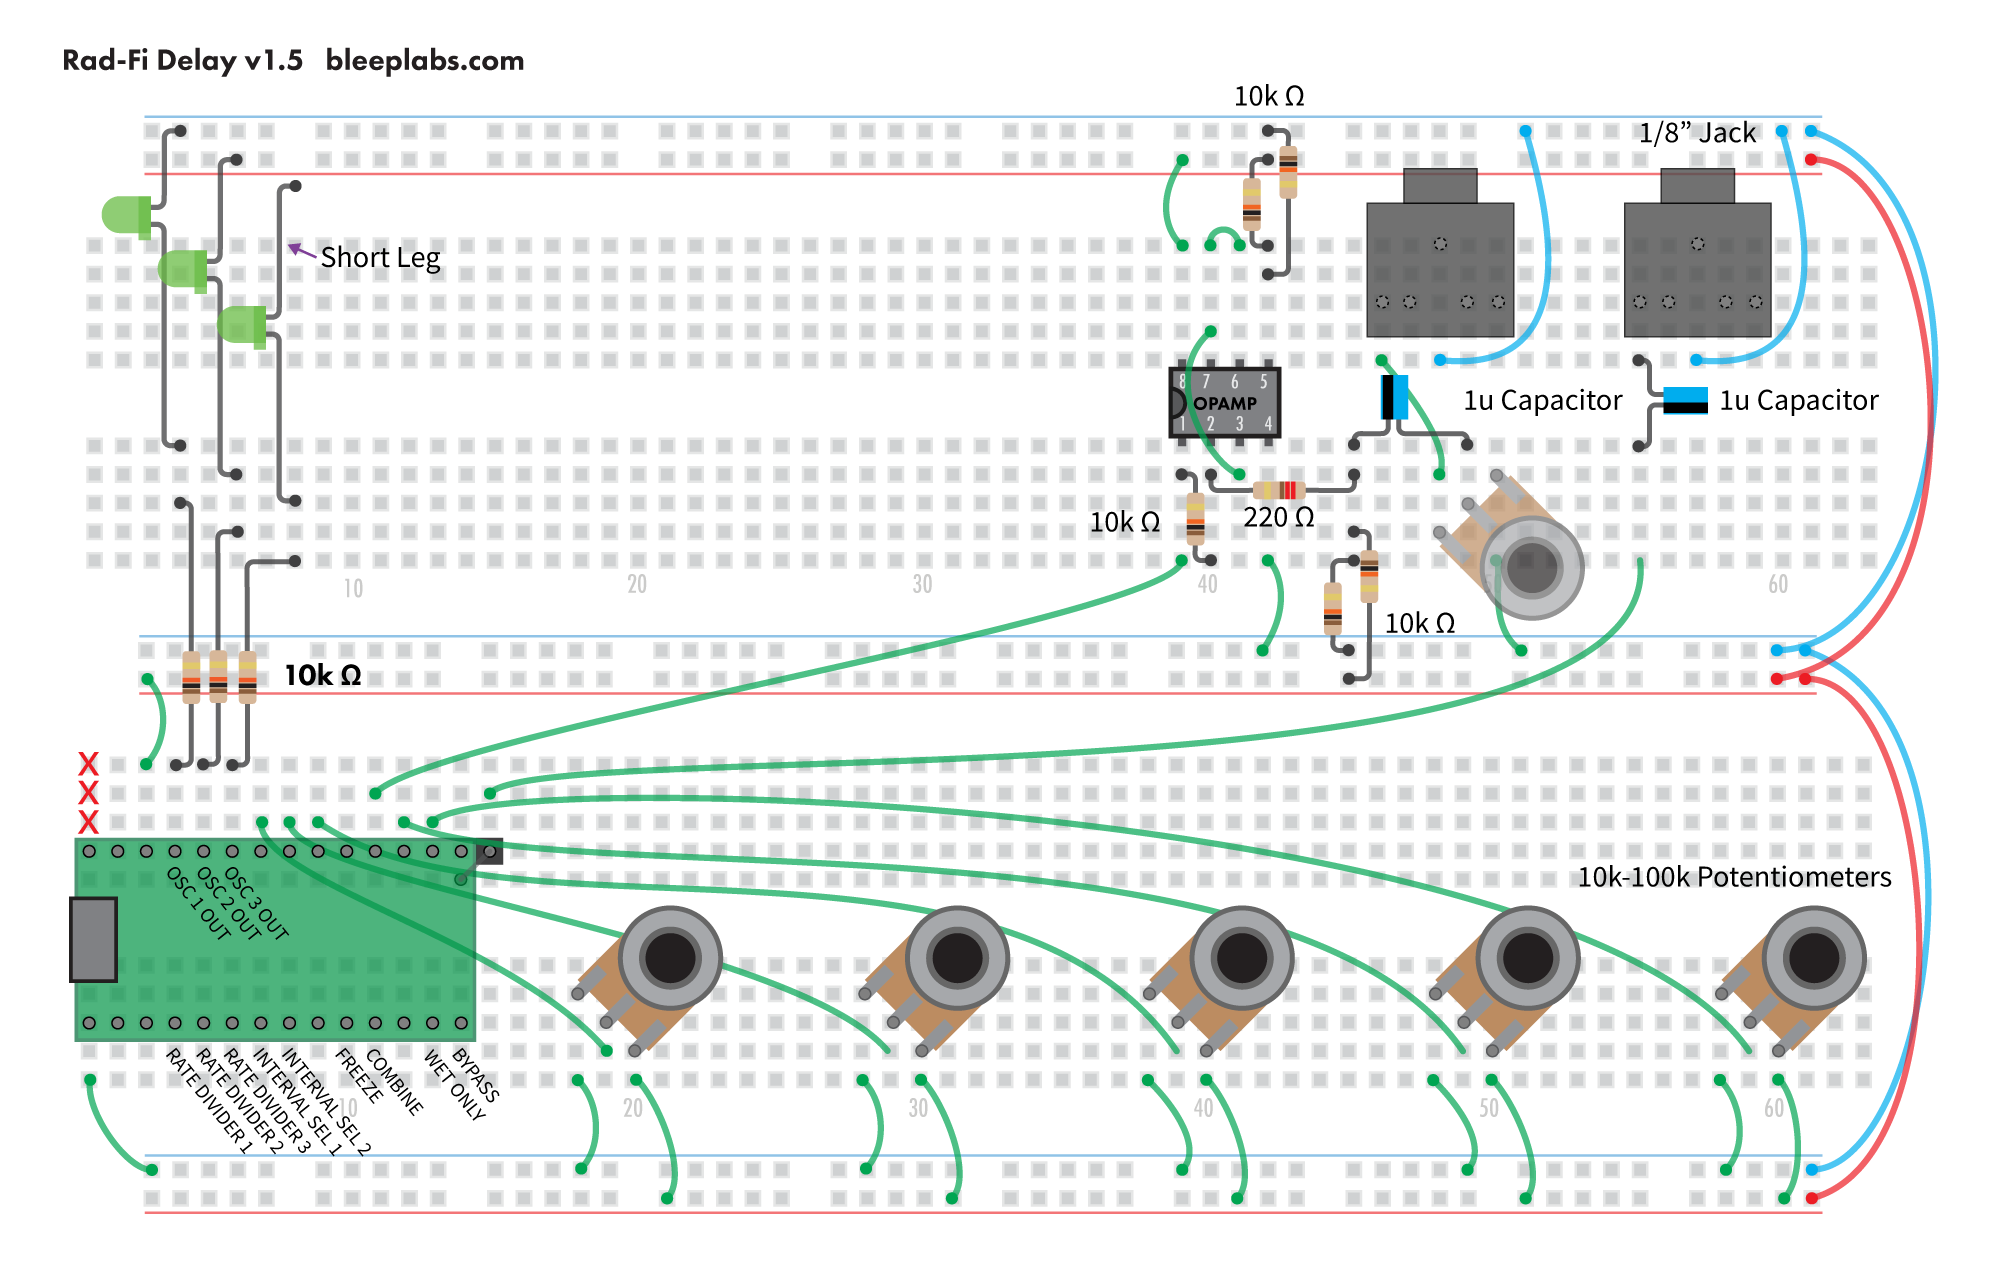 Rad-Fi Delay v1.5 bleeplabs.com
10k Ω
1/8” Jack
Short Leg
8 7 6 5
OPAMP
1 2 3 4
1u Capacitor
1u Capacitor
10k Ω
220 Ω
10 20 30 40 60
10k Ω
10k Ω
X
X
X
10k-100k Potentiometers
OSC 1 OUT
OSC 2 OUT
OSC 3 OUT
RATE DIVIDER 1
RATE DIVIDER 2
RATE DIVIDER 3
INTERVAL SEL 1
INTERVAL SEL 2
FREEZE
COMBINE
WET ONLY
BYPASS
10 20 30 40 50 60